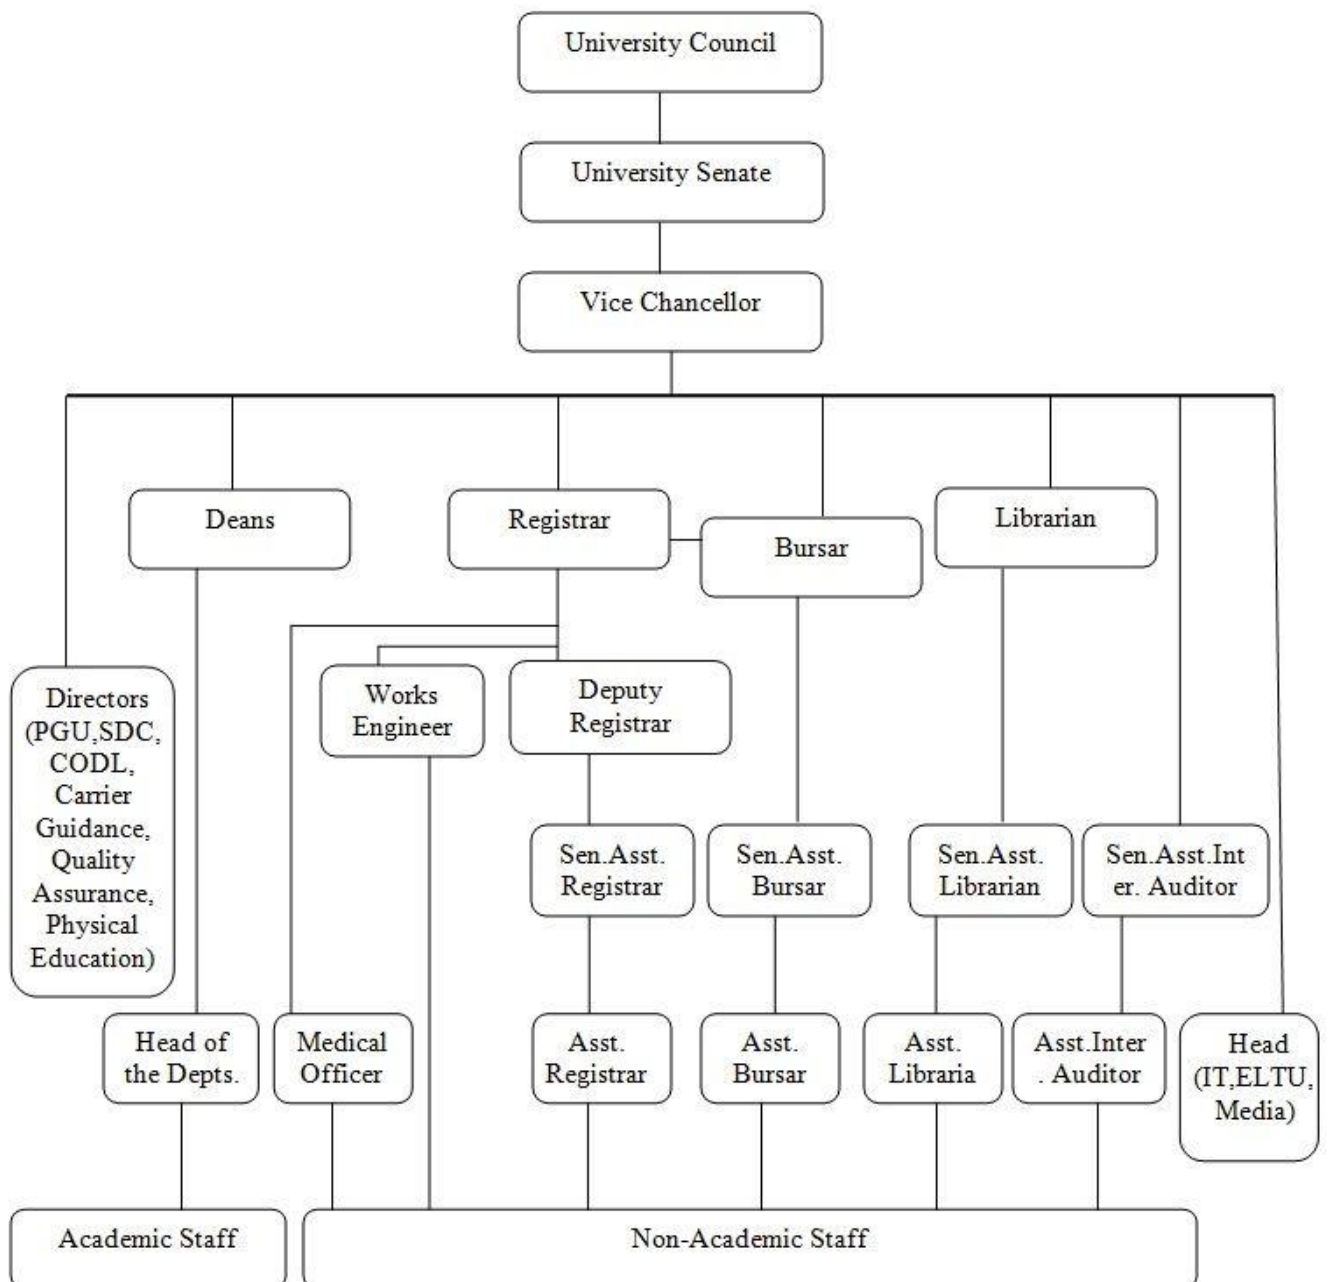 University Council
University Senate
Vice Chancellor
Deans
Registrar
Bursar
Librarian
Directors
(PGU,SDC,
CODL,
Carrier
Guidance,
Quality
Assurance,
Physical
Education)
Works
Engineer
Deputy
Registrar
Sen.Asst.
Registrar
Sen.Asst.
Bursar
Sen.Asst.
Librarian
Sen.Asst.Int
er. Auditor
Head of
the Depts.
Medical
Officer
Asst.
Registrar
Asst.
Bursar
Asst.
Libraria
Asst.Inter
. Auditor
Head
(IT,ELTU,
Media)
Academic Staff
Non-Academic Staff